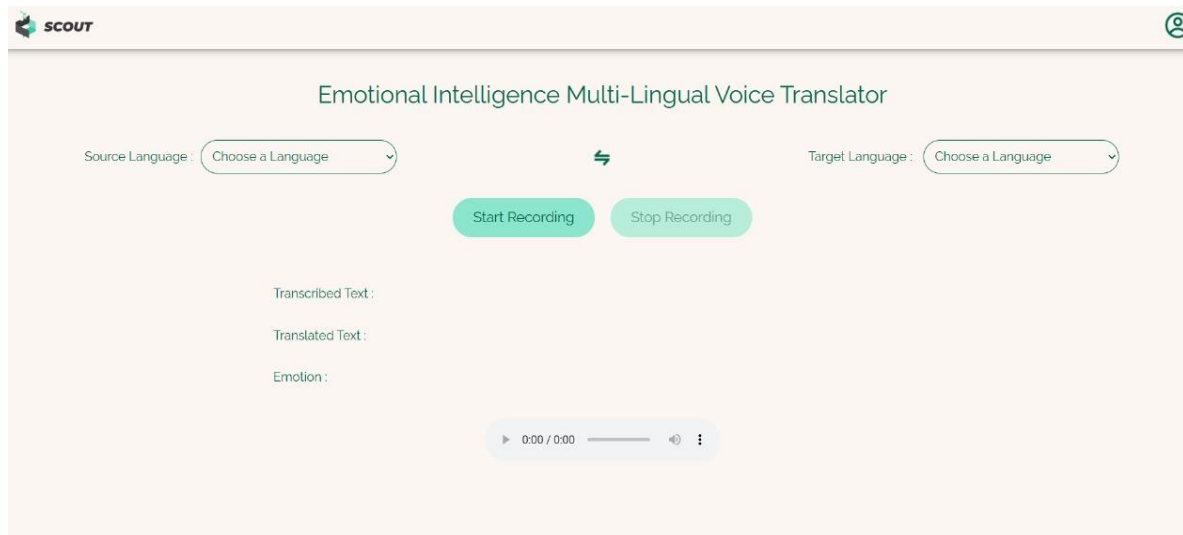 SCOUT
Emotional Intelligence Multi-Lingual Voice Translator
Source Language : Choose a Language Target Language : Choose a Language
Start Recording Stop Recording
Transcribed Text :
Translated Text :
Emotion :
0:00 / 0:00